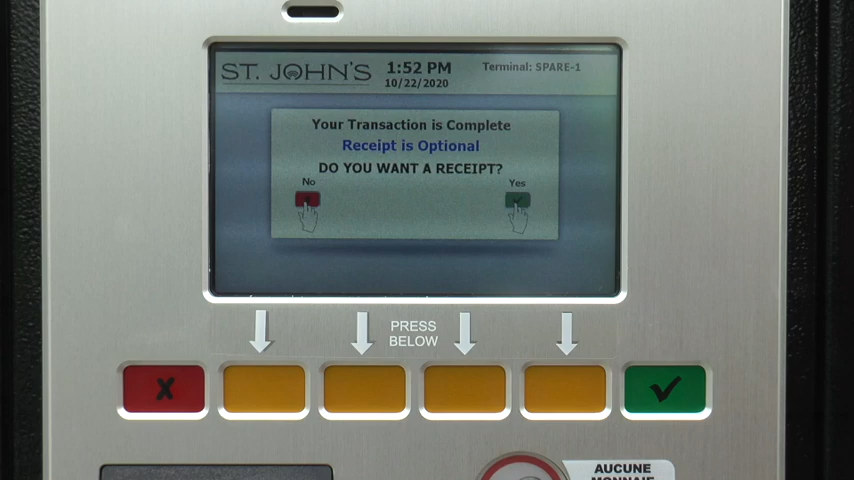 ST. JOHN'S
1:52 PM
10/22/2020
Terminal: SPARE-1
Your Transaction is Complete
Receipt is Optional
DO YOU WANT A RECEIPT?
No
Yes
PRESS
BELOW
X
AUCUNE
MONNAIE